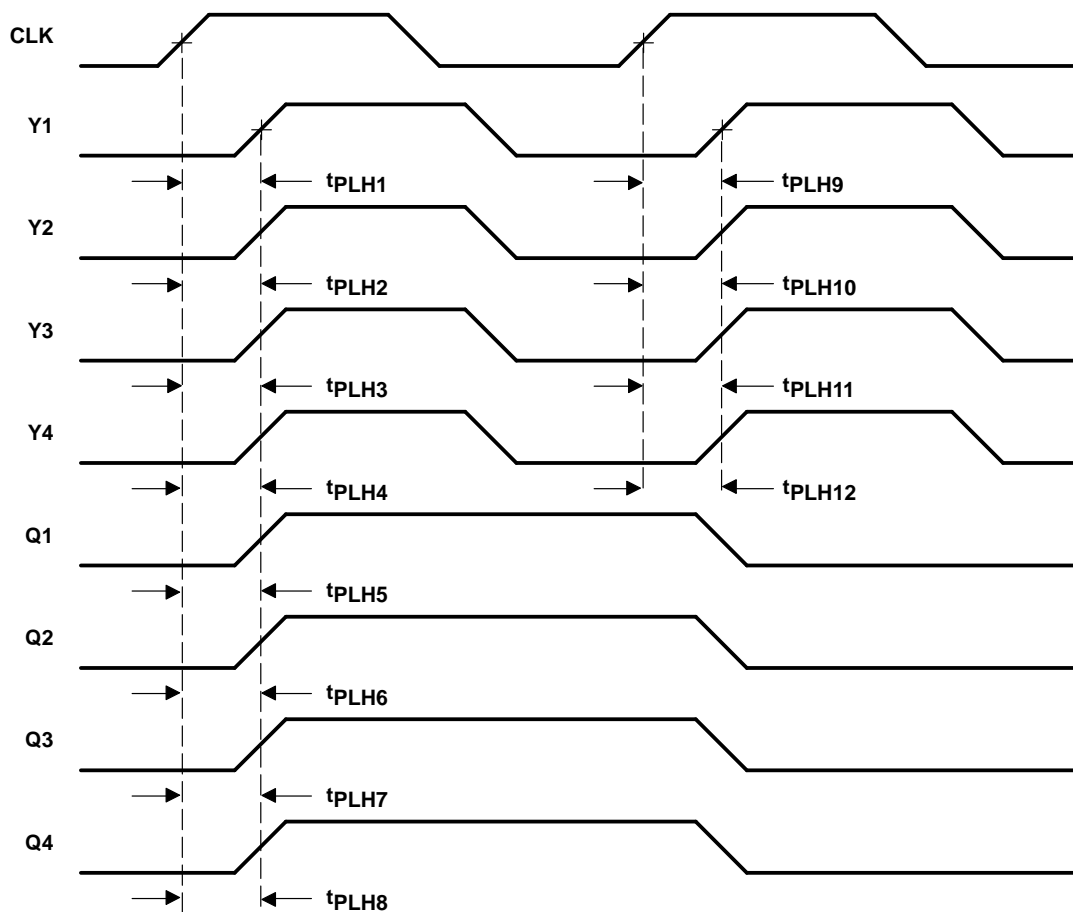 CLK
Y1
tPLH1 tPLH9
Y2
tPLH2 tPLH10
Y3
tPLH3 tPLH11
Y4
tPLH4 tPLH12
Q1
tPLH5
Q2
tPLH6
Q3
tPLH7
Q4
tPLH8